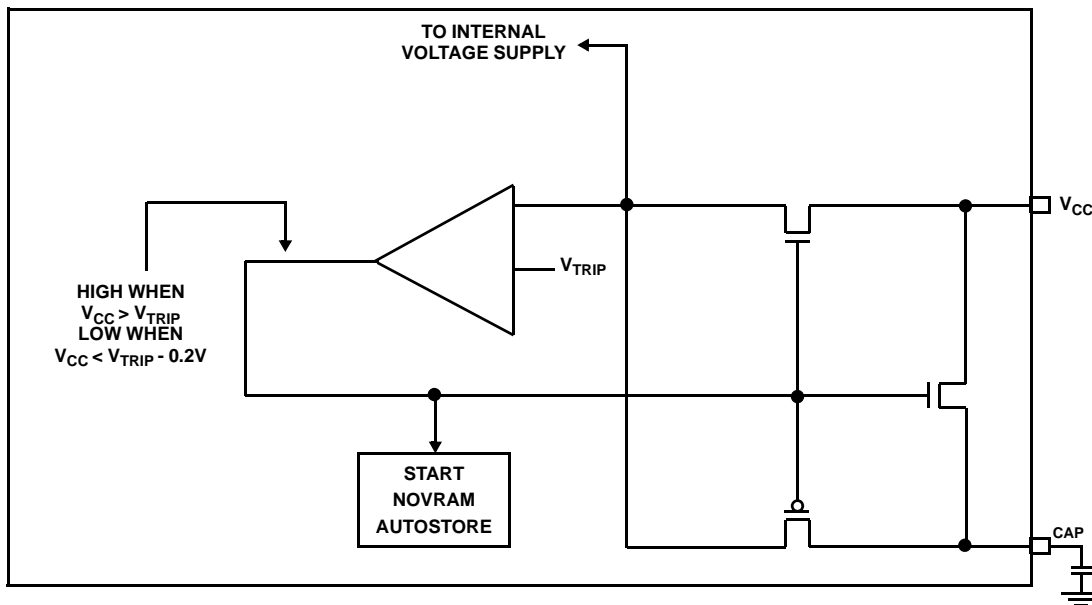 TO INTERNAL
VOLTAGE SUPPLY
VCC
VTRIP
HIGH WHEN
VCC > VTRIP
LOW WHEN
VCC < VTRIP - 0.2V
START
NOVRAM
AUTOSTORE
CAP